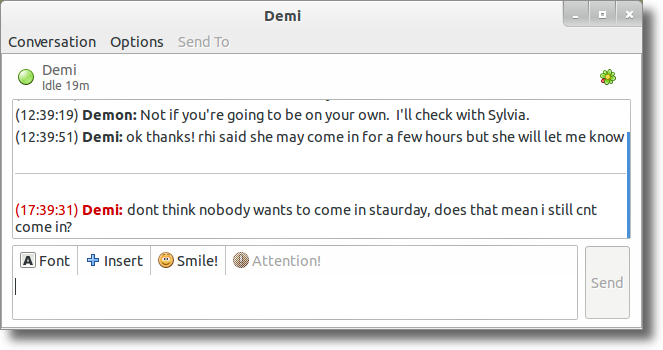 Demi
Conversation Options Send To
Demi
Idle 19m
(12:39:19) Demon: Not if you're going to be on your own. I'll check with Sylvia.
(12:39:51) Demi: ok thanks! rhi said she may come in for a few hours but she will let me know
(17:39:31) Demi: dont think nobody wants to come in staurday, does that mean i still cnt
come in?
A Font Insert Smile! Attention!
Send